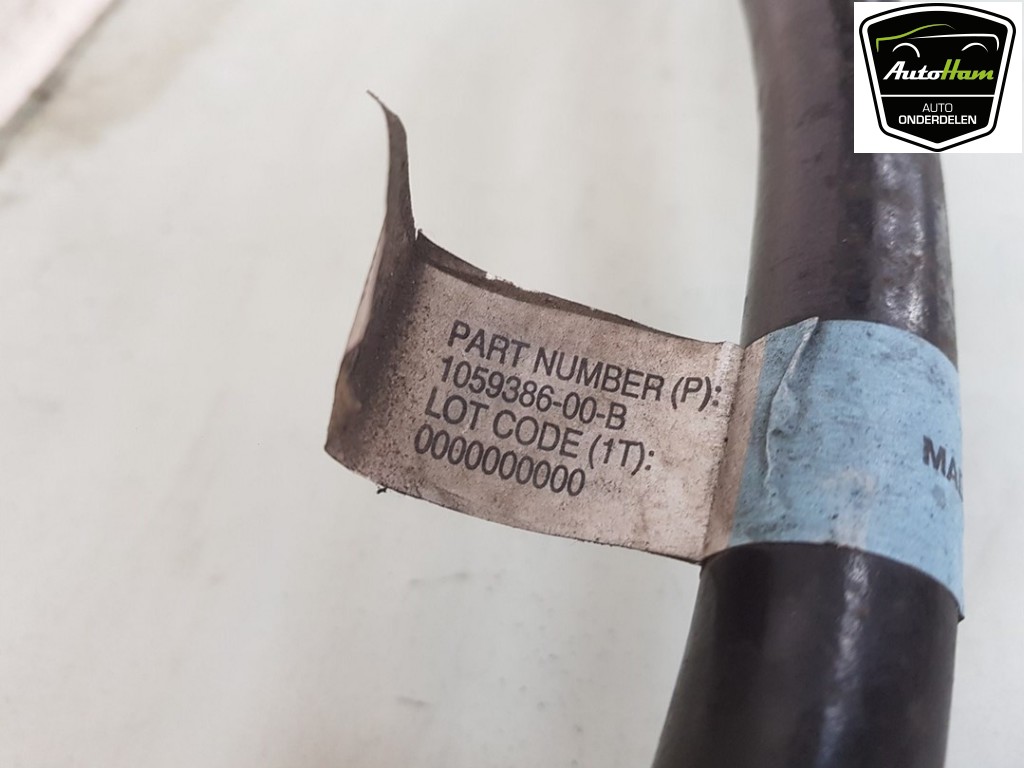 AutoHam
AUTO
ONDERDELEN
PART NUMBER (P):
1059386-00-B
LOT CODE (1T):
0000000000